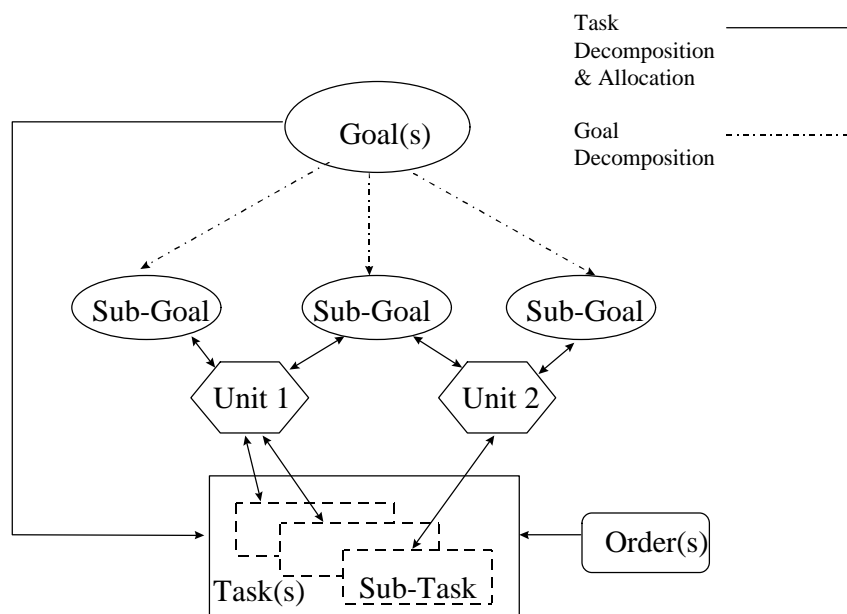 Task
Decomposition
& Allocation
Goal
Decomposition
Goal(s)
Sub-Goal
Sub-Goal
Sub-Goal
Unit 1
Unit 2
Order(s)
Task(s)
Sub-Task